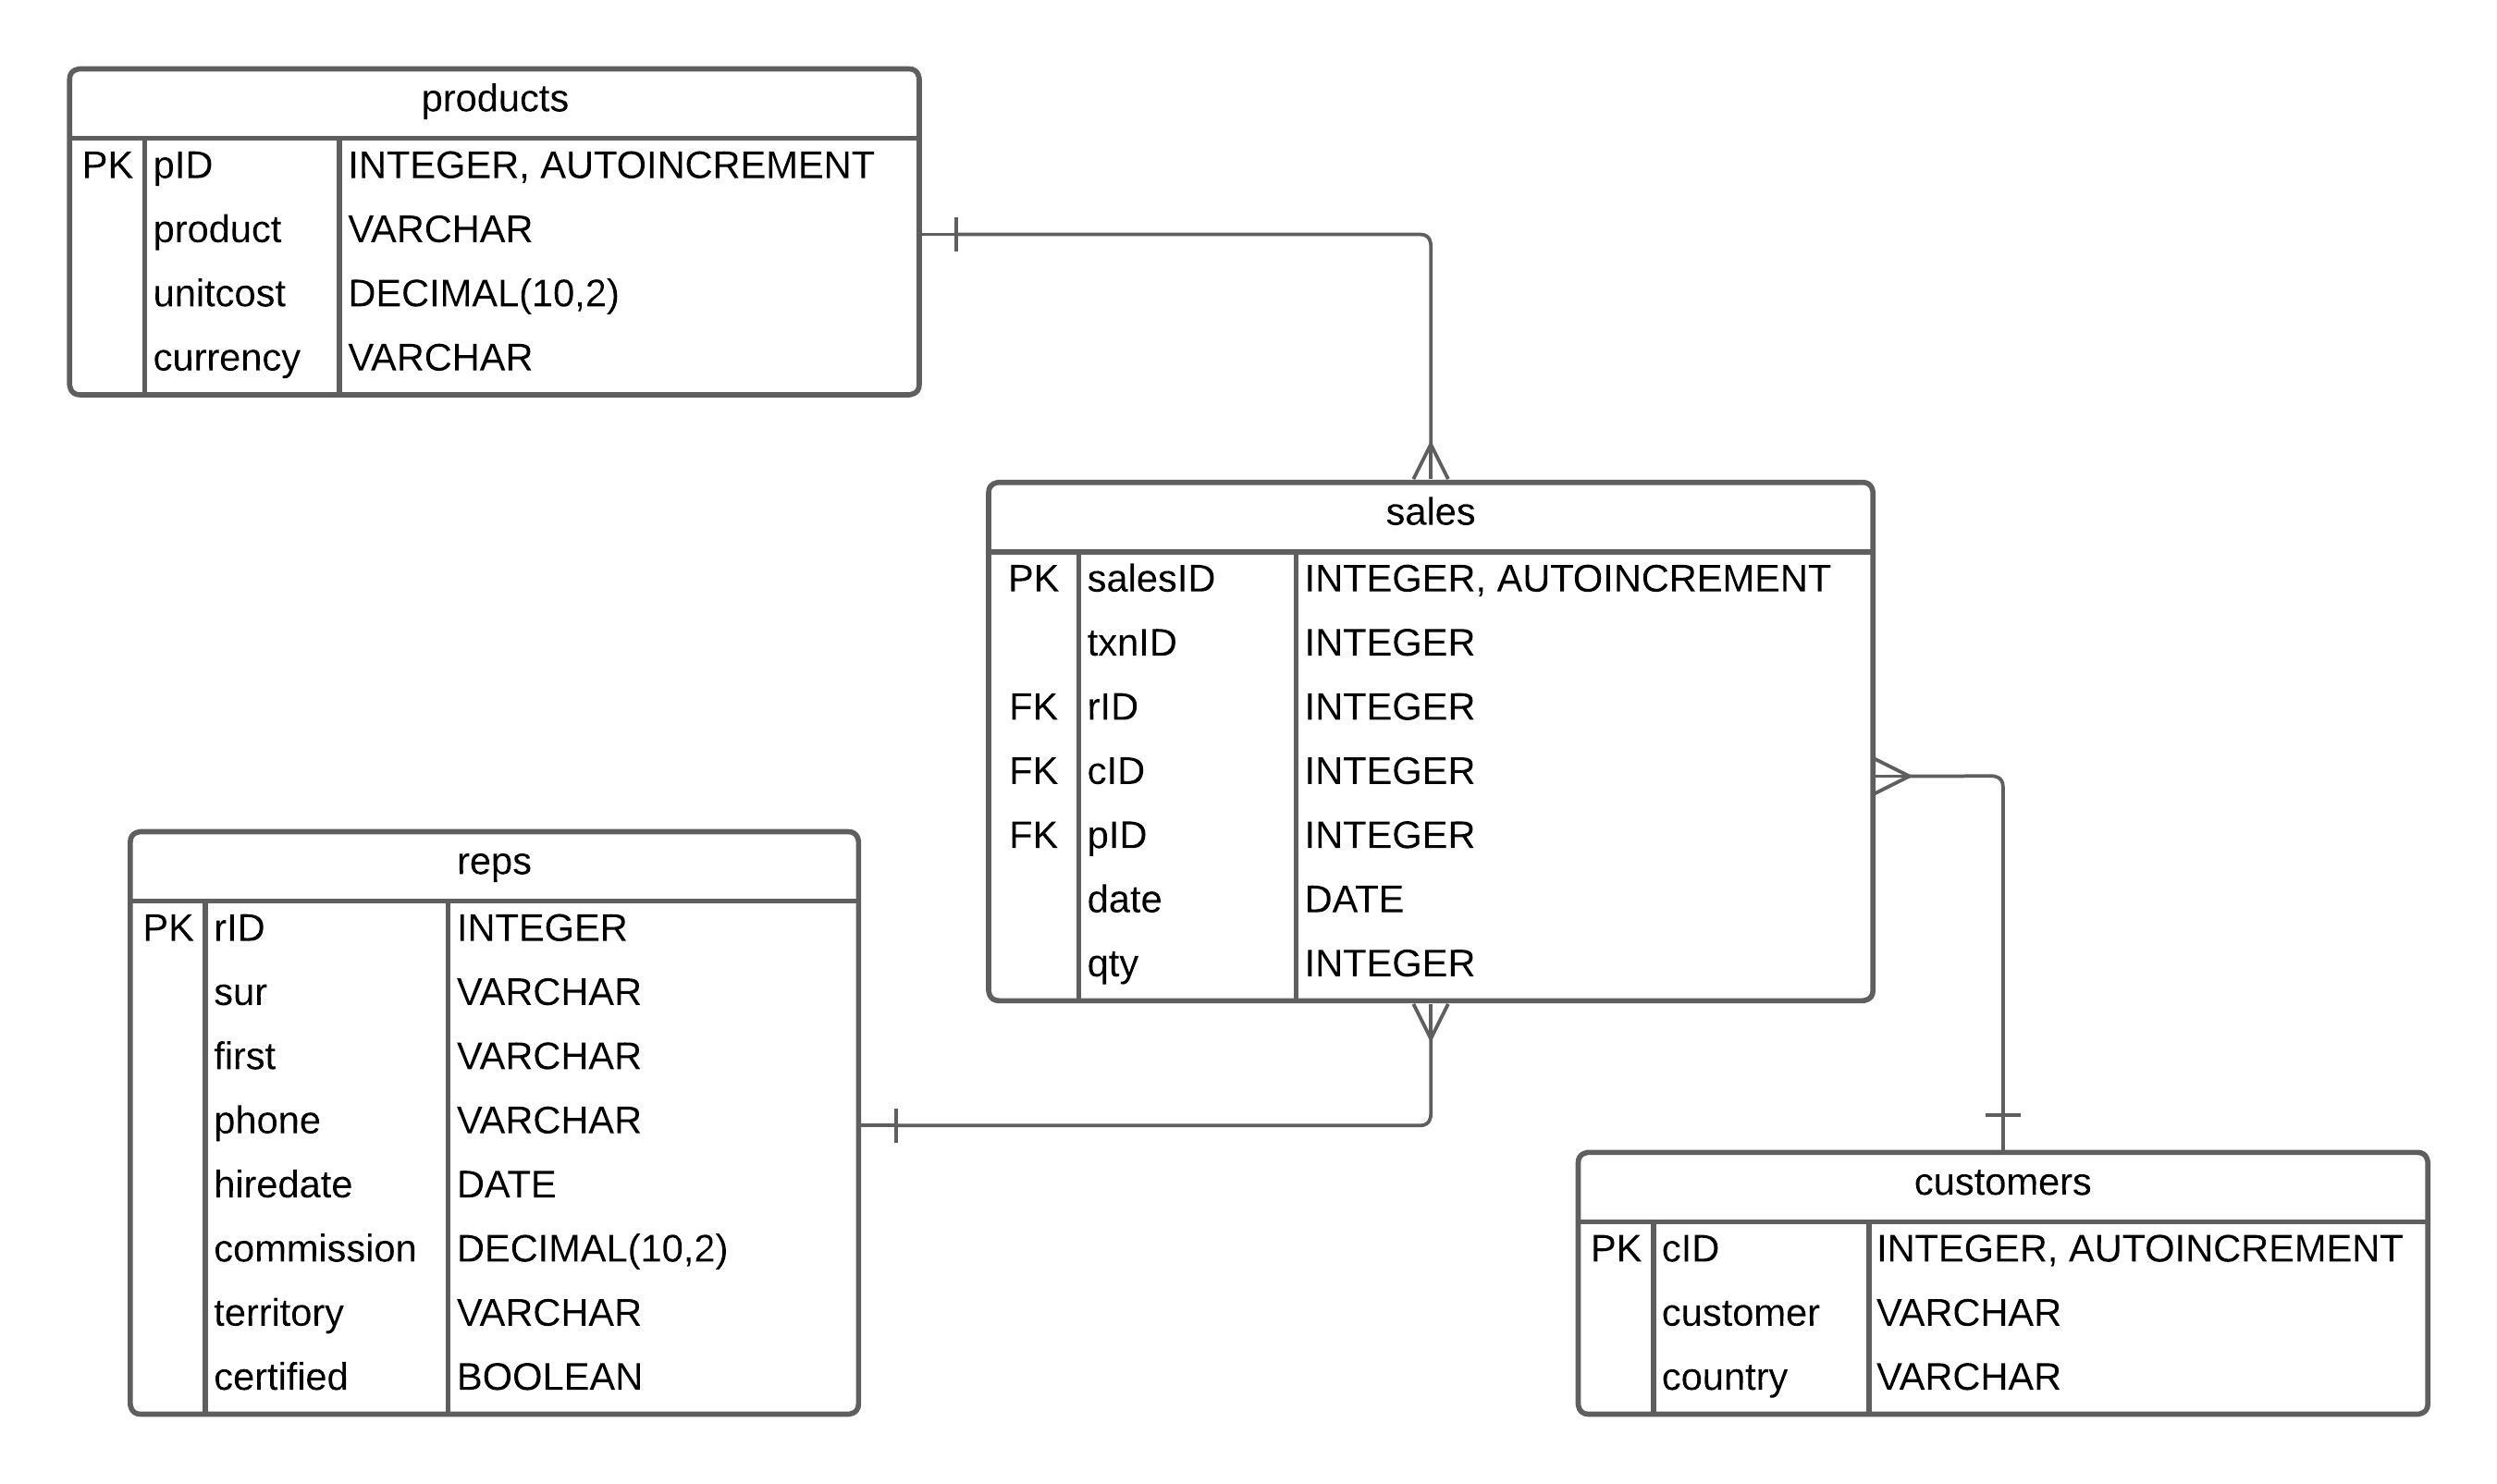 products
PK pID INTEGER, AUTOINCREMENT
product VARCHAR
unitcost DECIMAL(10,2)
currency VARCHAR
sales
PK salesID INTEGER, AUTOINCREMENT
txnID INTEGER
FK rID INTEGER
FK cID INTEGER
FK pID INTEGER
date DATE
qty INTEGER
reps
PK rID INTEGER
sur VARCHAR
first VARCHAR
phone VARCHAR
hiredate DATE
commission DECIMAL(10,2)
territory VARCHAR
certified BOOLEAN
customers
PK cID INTEGER, AUTOINCREMENT
customer VARCHAR
country VARCHAR